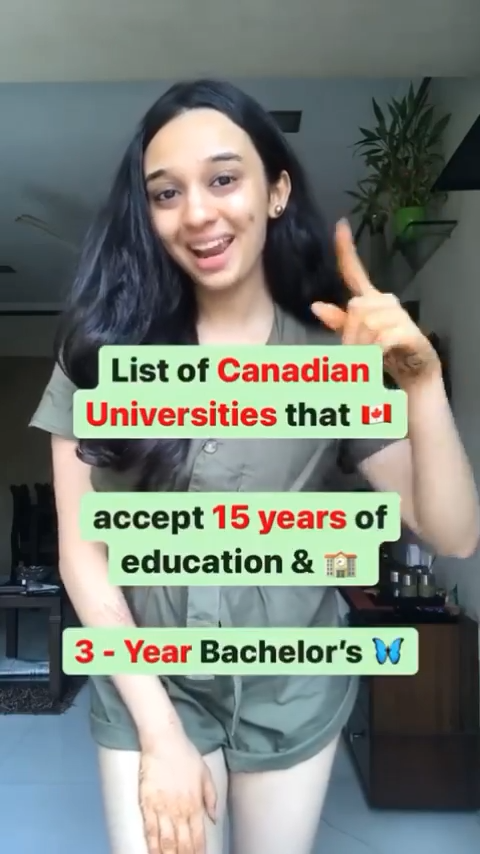 List of Canadian
Universities that 🇨🇦
accept 15 years of
education & 🏫
3 - Year Bachelor's 🦋